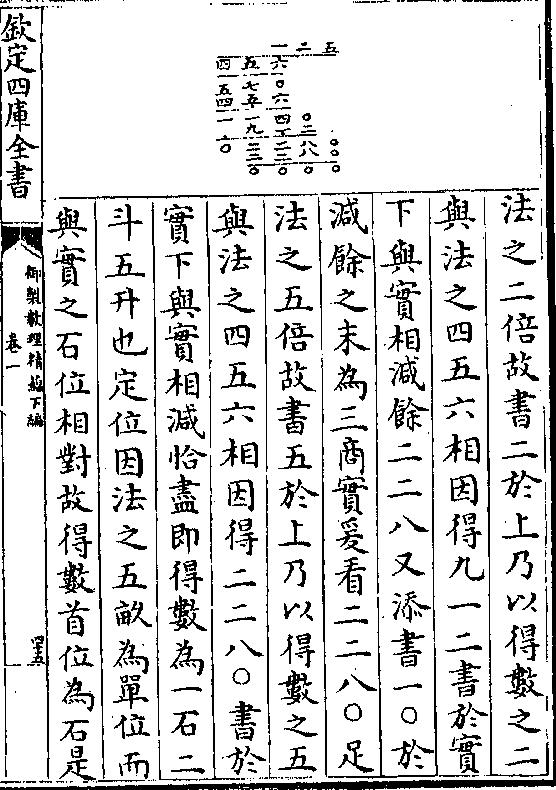 一二五
四五六
五七〇
四五六
一一四〇
九一二
〇二二八〇
二二八〇
〇〇〇〇
法之二倍故書二於上乃以得數之二
與法之四五六相因得九一二書於實
下與實相減餘二二八又添書一〇於
減餘之末為三商實爰看二二八〇足
法之五倍故書五於上乃以得數之五
與法之四五六相因得二二八〇書於
實下與實相減恰盡即得數為一石二
斗五升也定位因法之五畝為單位而
與實之石位相對故得數首位為石是
欽定四庫全書
御製數理精蘊下編
卷一
四十五